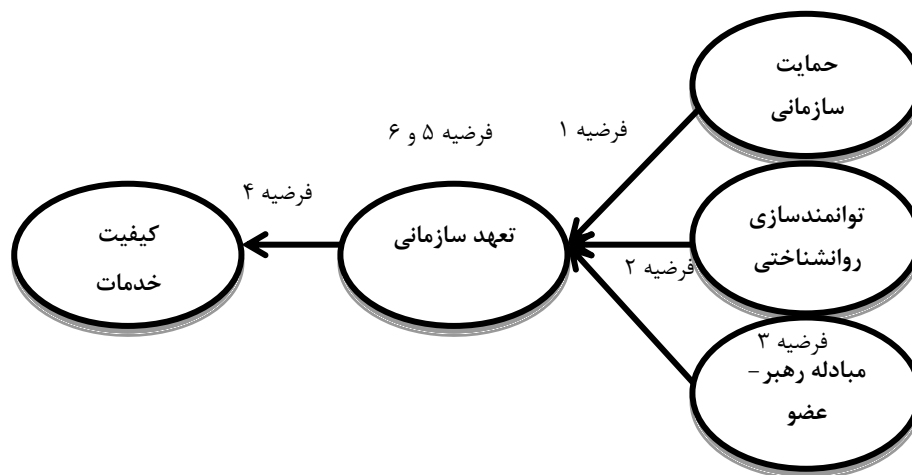 حمایت
سازمانی
فرضیه ۱
فرضیه ۵ و ۶
فرضیه ۴
توانمندسازی
روانشناختی
تعهد سازمانی
کیفیت
خدمات
فرضیه ۲
فرضیه ۳
مبادله رهبر –
عضو